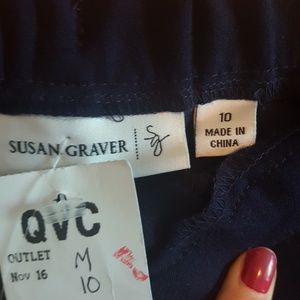 SUSAN GRAVER
sg
10
MADE IN
CHINA
QVC
OUTLET
Nov 16
M
10